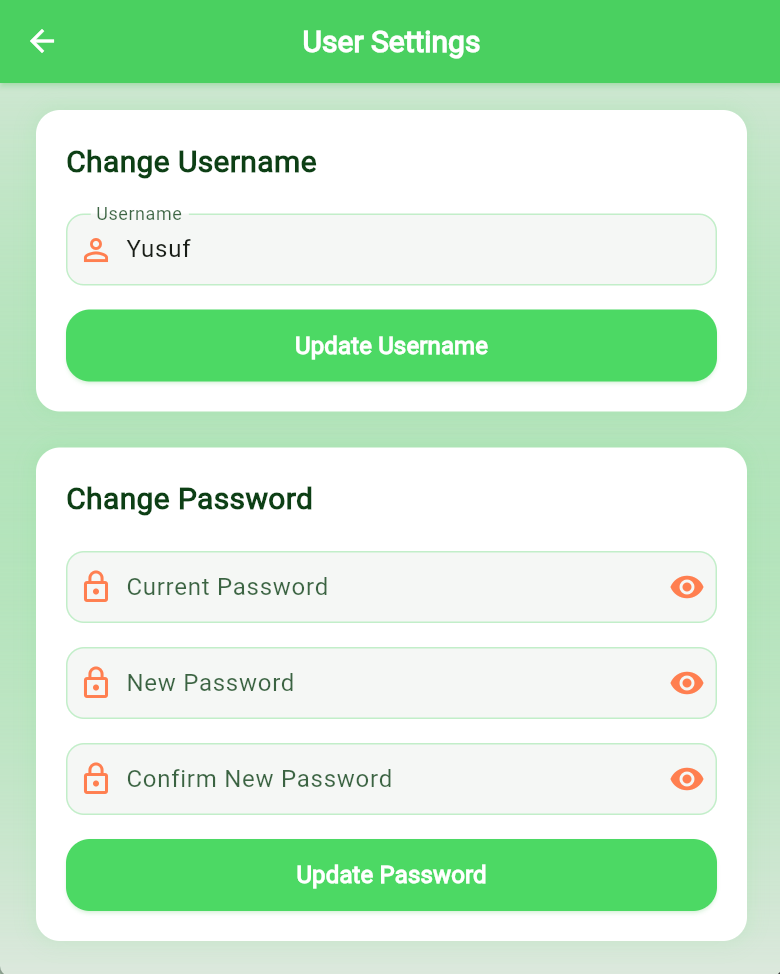 User Settings
Change Username
Username
Yusuf
Update Username
Change Password
Current Password
New Password
Confirm New Password
Update Password